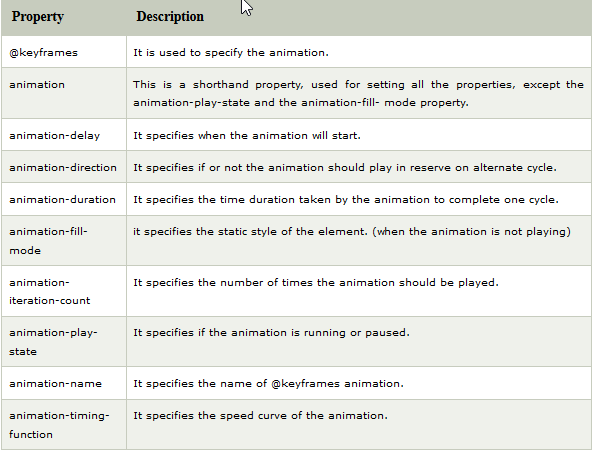 Property Description
@keyframes It is used to specify the animation.
animation This is a shorthand property, used for setting all the properties, except the
animation-play-state and the animation-fill- mode property.
animation-delay It specifies when the animation will start.
animation-direction It specifies if or not the animation should play in reserve on alternate cycle.
animation-duration It specifies the time duration taken by the animation to complete one cycle.
animation-fill- it specifies the static style of the element. (when the animation is not playing)
mode
animation- It specifies the number of times the animation should be played.
iteration-count
animation-play- It specifies if the animation is running or paused.
state
animation-name It specifies the name of @keyframes animation.
animation-timing- It specifies the speed curve of the animation.
function